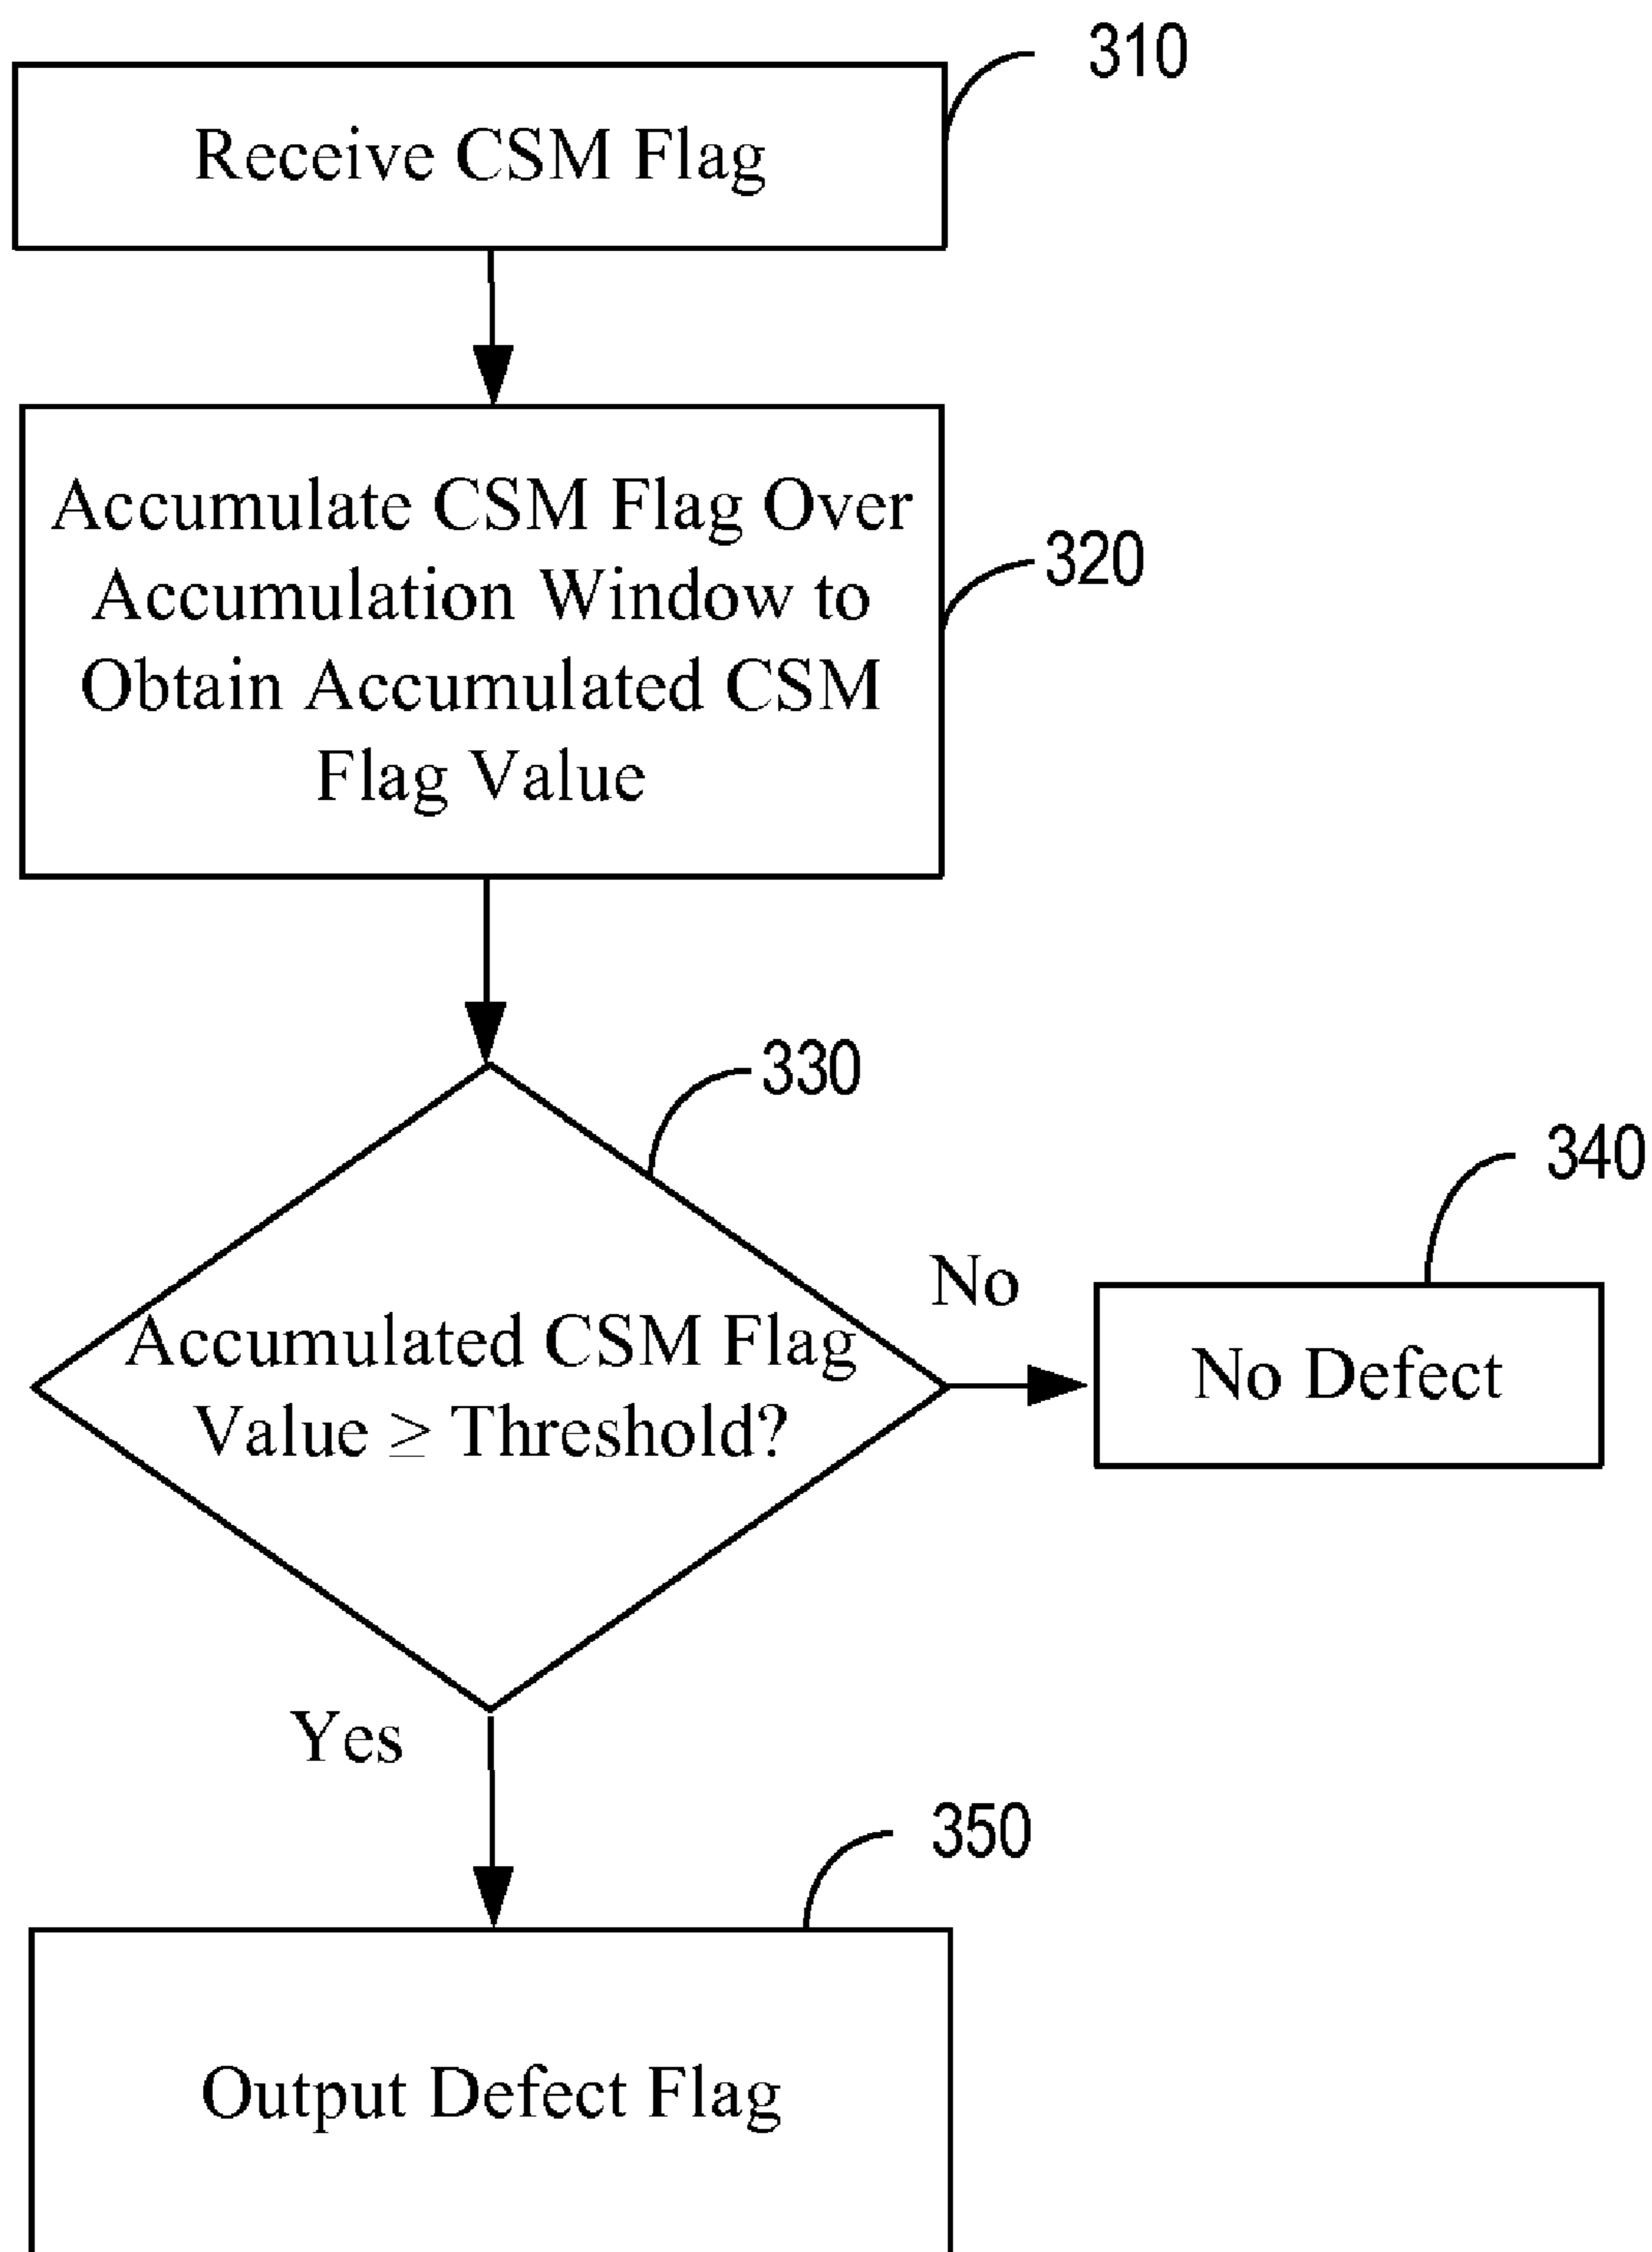 310
Receive CSM Flag
Accumulate CSM Flag Over
Accumulation Window to
Obtain Accumulated CSM
Flag Value
320
330
Accumulated CSM Flag
Value ≥ Threshold?
No
340
No Defect
Yes
350
Output Defect Flag